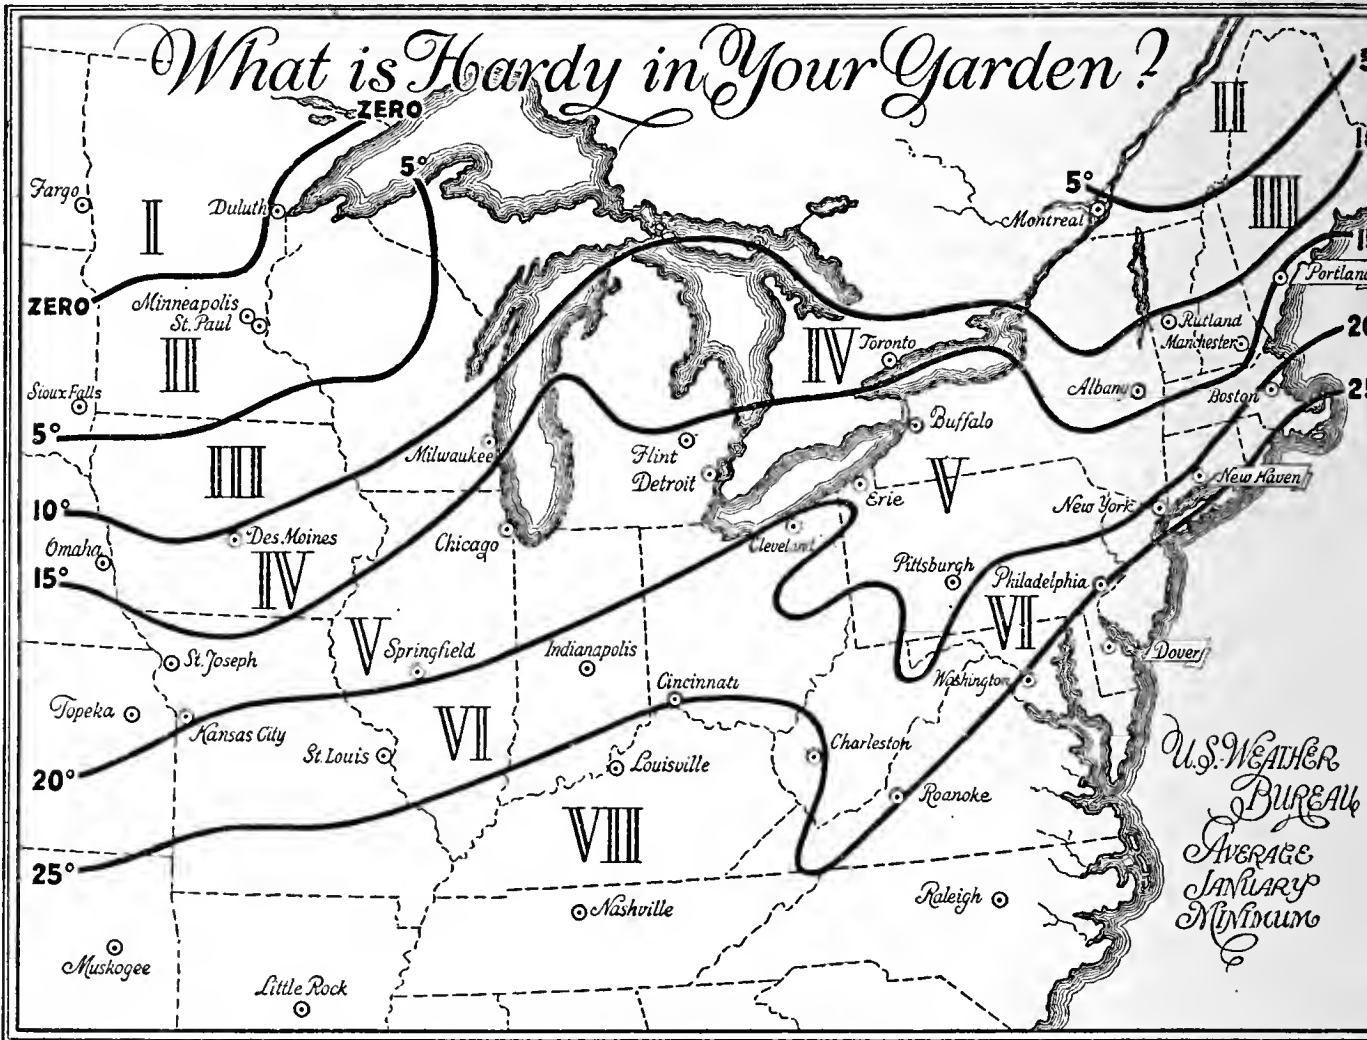 What is Hardy in Your Garden?
ZERO
5°
III
5°
Montreal
IIII
Fargo
I
Duluth
ZERO
Minneapolis
St. Paul
III
Sioux Falls
5°
Portland
Rutland
Manchester
IV
Toronto
Albany
Boston
III
Milwaukee
Flint
Detroit
Buffalo
Erie
V
New Haven
New York
10°
Des Moines
Omaha
Chicago
Cleveland
15°
IV
Pittsburgh
Philadelphia
VI
V
Springfield
Indianapolis
St. Joseph
Washington
Dover
Topeka
Kansas City
Cincinnati
VI
St. Louis
Louisville
Charleston
Roanoke
20°
25°
VIII
Nashville
Raleigh
Muskogee
Little Rock
U.S. WEATHER
BUREAU
AVERAGE
JANUARY
MINIMUM